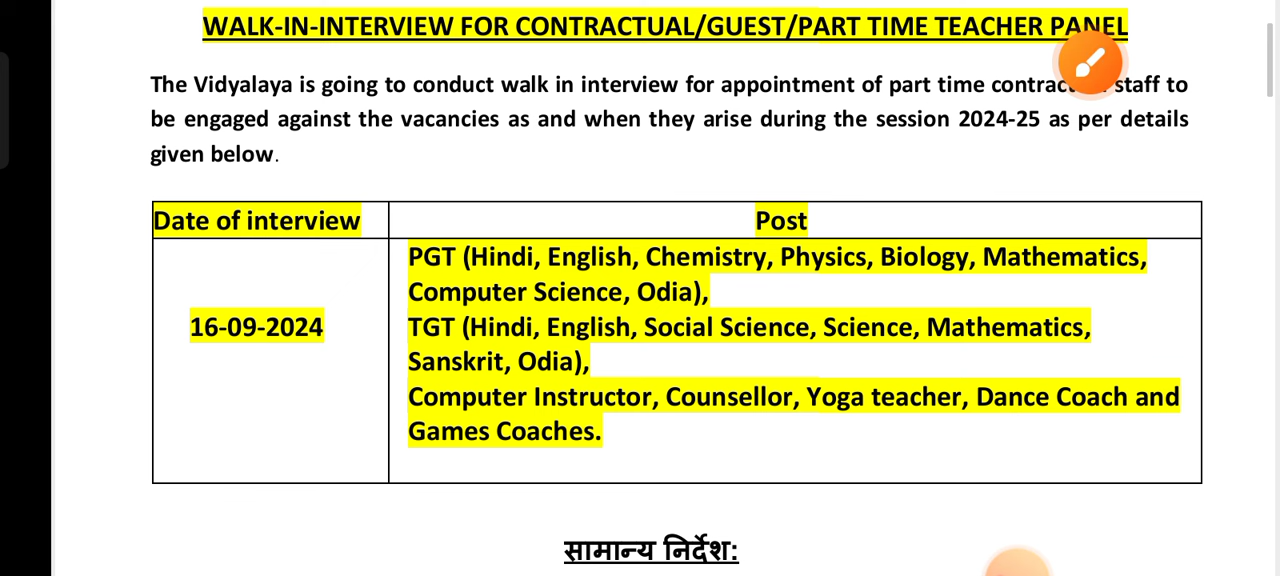 WALK-IN-INTERVIEW FOR CONTRACTUAL/GUEST/PART TIME TEACHER PANEL
The Vidyalaya is going to conduct walk in interview for appointment of part time staff to
be engaged against the vacancies as and when they arise during the session 2024-25 as per details
given below.
Date of interview
Post
16-09-2024
PGT (Hindi, English, Chemistry, Physics, Biology, Mathematics,
Computer Science, Odia),
TGT (Hindi, English, Social Science, Science, Mathematics,
Sanskrit, Odia),
Computer Instructor, Counsellor, Yoga teacher, Dance Coach and
Games Coaches.
सामान्य निर्देश: